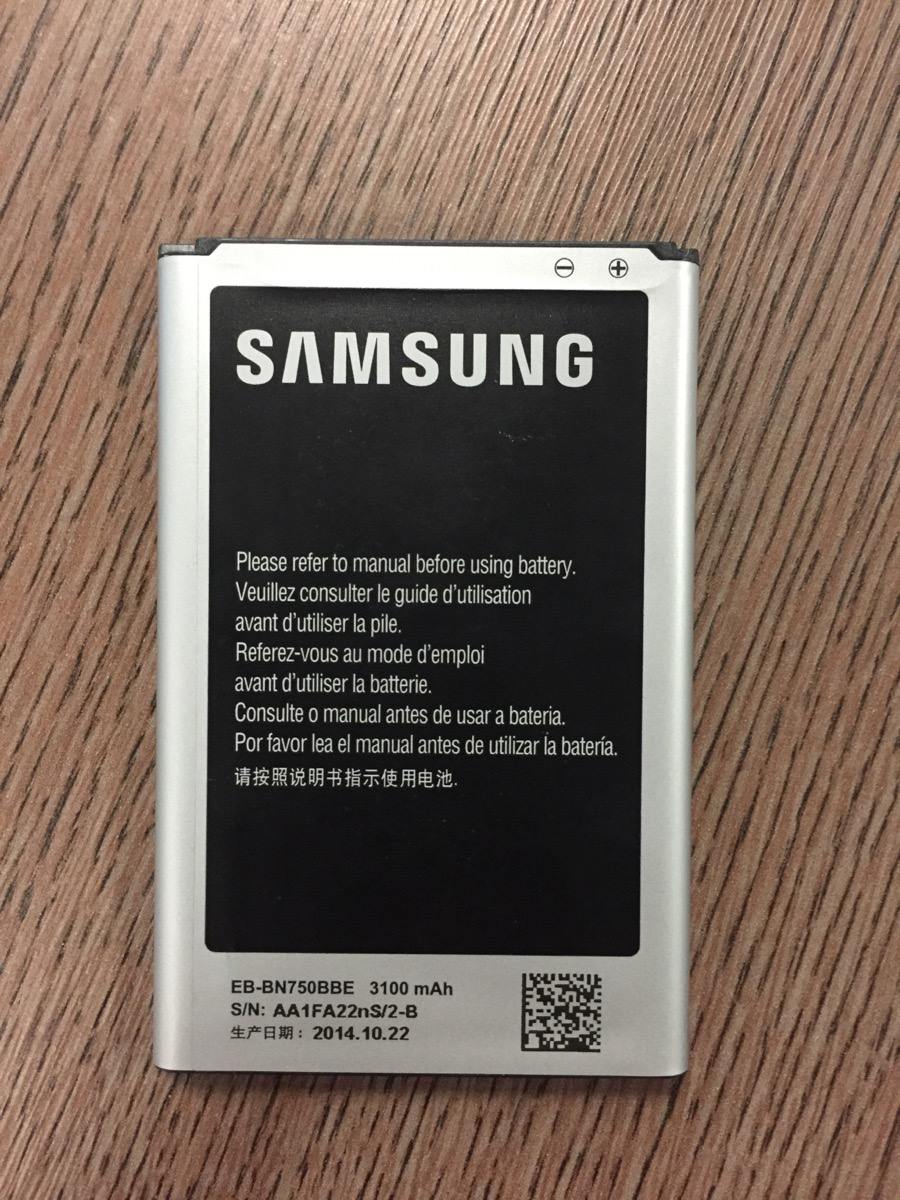 SAMSUNG
Please refer to manual before using battery.
Veuillez consulter le guide d'utilisation
avant d'utiliser la pile.
Referez-vous au mode d'emploi
avant d'utiliser la batterie.
Consulte o manual antes de usar a bateria.
Por favor lea el manual antes de utilizar la batería.
请按照说明书指示使用电池.
EB-BN750BBE 3100 mAh
S/N: AA1FA22nS/2-B
生产日期: 2014.10.22